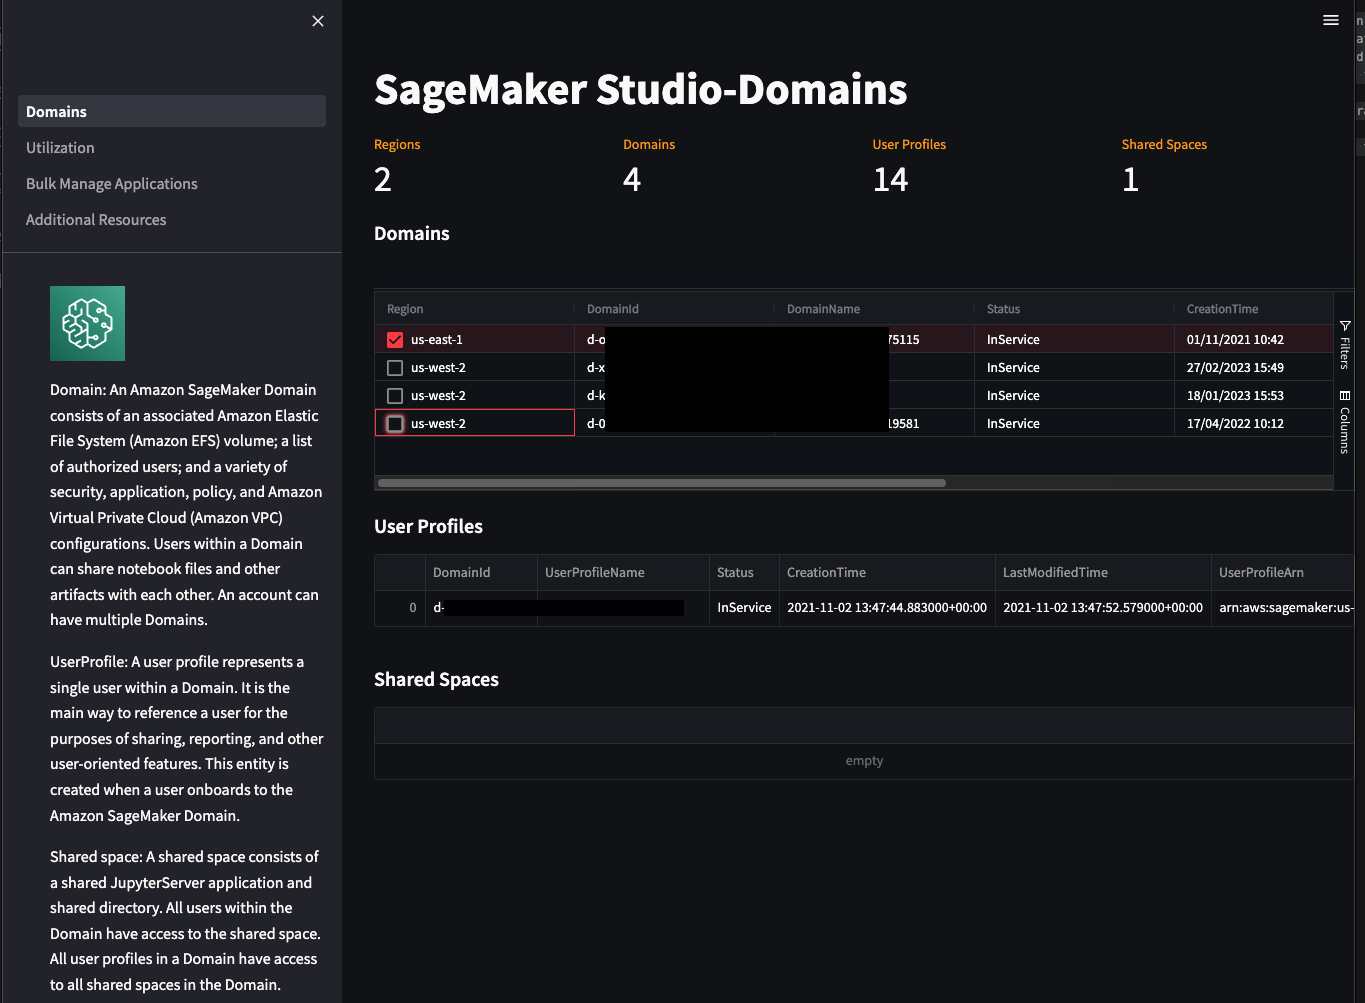 Domains
Utilization
Bulk Manage Applications
Additional Resources
Domain: An Amazon SageMaker Domain
consists of an associated Amazon Elastic
File System (Amazon EFS) volume; a list
of authorized users; and a variety of
security, application, policy, and Amazon
Virtual Private Cloud (Amazon VPC)
configurations. Users within a Domain
can share notebook files and other
artifacts with each other. An account can
have multiple Domains.
UserProfile: A user profile represents a
single user within a Domain. It is the
main way to reference a user for the
purposes of sharing, reporting, and other
user-oriented features. This entity is
created when a user onboards to the
Amazon SageMaker Domain.
Shared space: A shared space consists of
a shared JupyterServer application and
shared directory. All users within the
Domain have access to the shared space.
All user profiles in a Domain have access
to all shared spaces in the Domain.
SageMaker Studio-Domains
Regions Domains User Profiles Shared Spaces
2 4 14 1
Domains
Region DomainId DomainName Status CreationTime
us-east-1 d-o 75115 InService 01/11/2021 10:42
us-west-2 d-x InService 27/02/2023 15:49
us-west-2 d-k InService 18/01/2023 15:53
us-west-2 d-0 19581 InService 17/04/2022 10:12
Filters
Columns
User Profiles
DomainId UserProfileName Status CreationTime LastModifiedTime UserProfileArn
0 d- InService 2021-11-02 13:47:44.883000+00:00 2021-11-02 13:47:52.579000+00:00 arn:aws:sagemaker:us-
Shared Spaces
empty